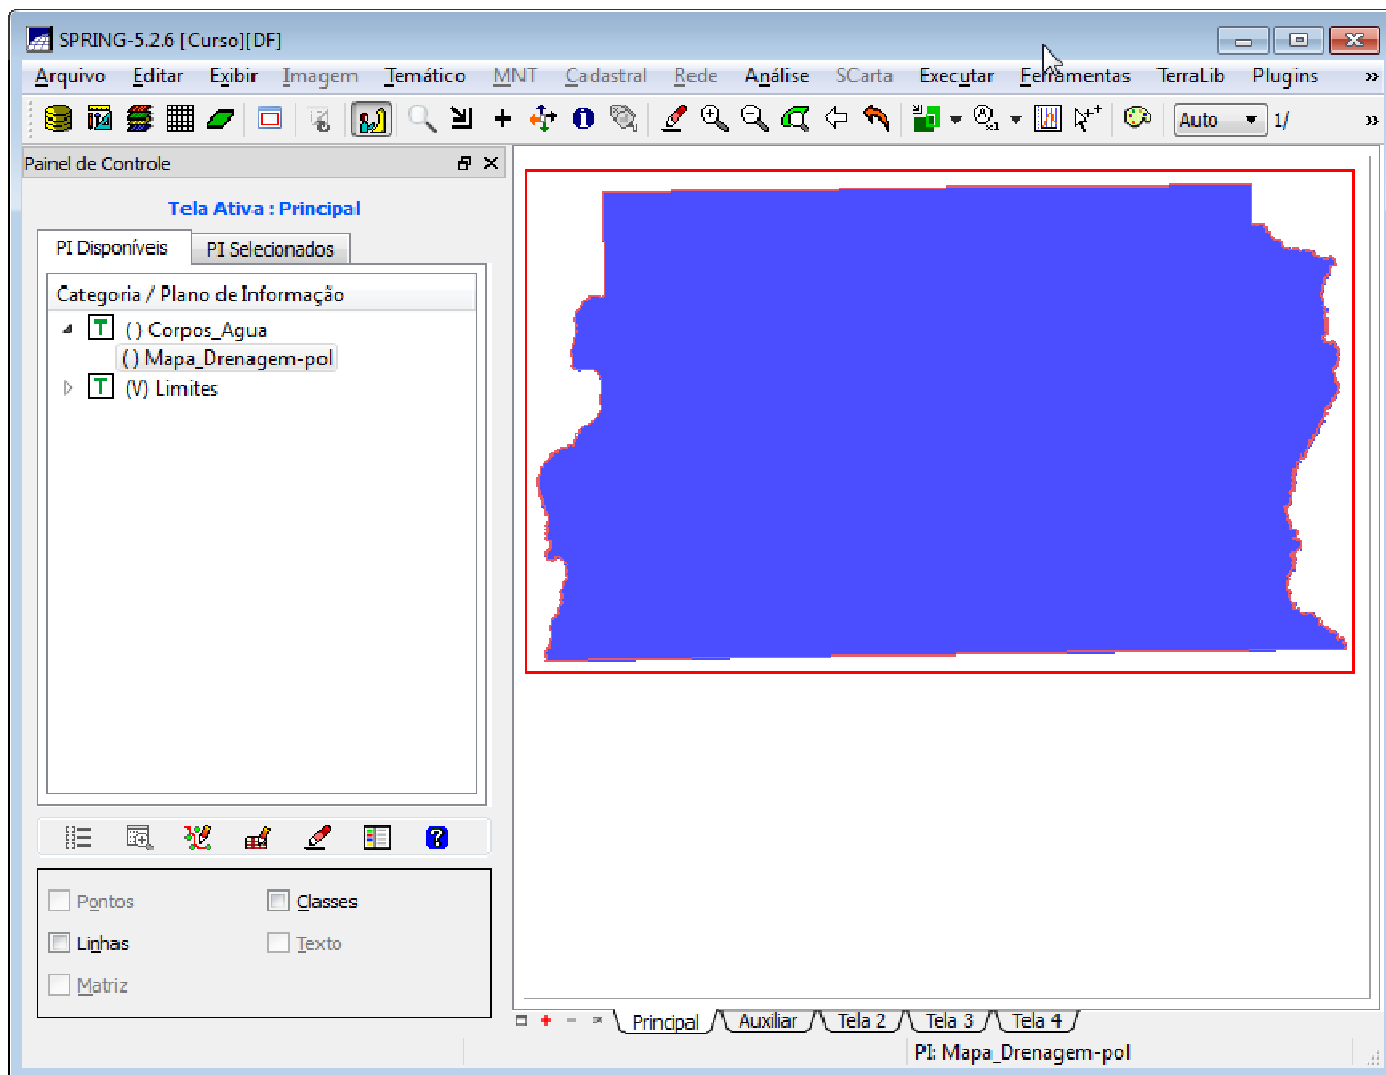 SPRING-5.2.6 [Curso][DF]
Arquivo Editar Exibir Imagem Temático MNT Cadastral Rede Análise SCarta Executar Ferramentas TerraLib Plugins »
Auto 1/ »
Painel de Controle
Tela Ativa : Principal
PI Disponíveis PI Selecionados
Categoria / Plano de Informação
T () Corpos_Agua
() Mapa_Drenagem-pol
T (V) Limites
Pontos Classes
Linhas Texto
Matriz
Principal Auxiliar Tela 2 Tela 3 Tela 4
PI: Mapa_Drenagem-pol